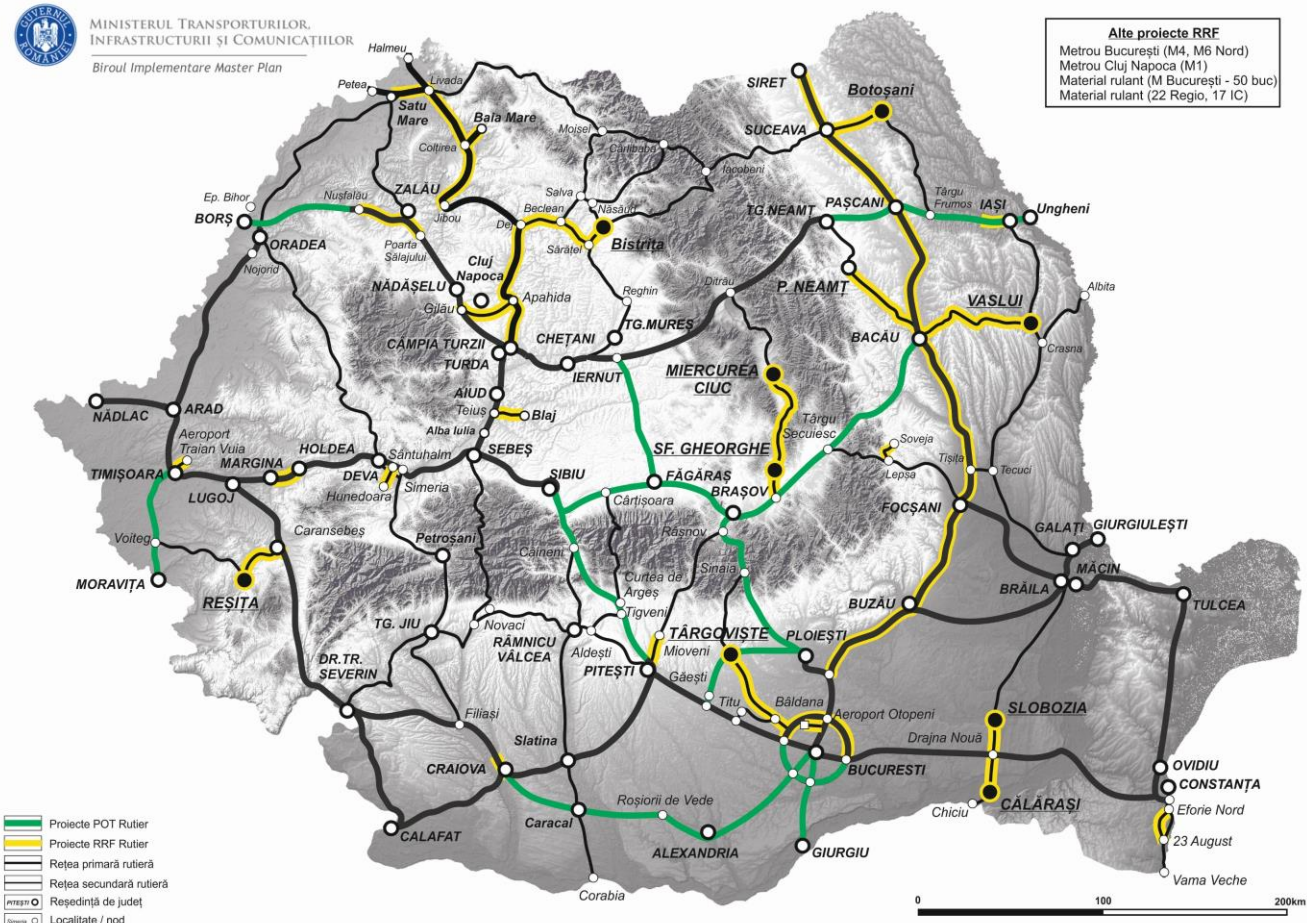 GUVERNUL ROMÂNIEI
MINISTERUL TRANSPORTURILOR,
INFRASTRUCTURII ȘI COMUNICAȚIILOR
Biroul Implementare Master Plan
Alte proiecte RRF
Metrou București (M4, M6 Nord)
Metrou Cluj Napoca (M1)
Material rulant (M București - 50 buc)
Material rulant (22 Regio, 17 IC)
Halmeu
Petea
Livada
Satu
Mare
Baia Mare
Colțirea
Moisei
Cârlibaba
Iacobeni
SIRET
Botoșani
SUCEAVA
Ep. Bihor
BORȘ
ORADEA
Nojorid
Nușfalău
ZALĂU
Jibou
Poarta
Sălajului
Salva
Beclean
Năsăud
Dej
Bistrița
Sărățel
TG.NEAMȚ
PAȘCANI
Târgu
Frumos
IAȘI
Ungheni
Cluj
Napoca
NĂDĂȘELU
Gilău
Apahida
Reghin
Ditrău
P. NEAMȚ
VASLUI
Albita
Crasna
CÂMPIA TURZII
TURDA
CHEȚANI
TG.MUREȘ
IERNUT
BACĂU
MIERCUREA
CIUC
AIUD
Teiuș
Blaj
Alba Iulia
SEBEȘ
NĂDLAC
ARAD
Aeroport
Traian Vuia
TIMIȘOARA
MARGINA
HOLDEA
LUGOJ
DEVA
Sântuhalm
Hunedoara
Simeria
SIBIU
FĂGĂRAȘ
Cârțișoara
SF. GHEORGHE
Târgu
Secuiesc
BRAȘOV
Râșnov
Soveja
Lepșa
Tișița
Tecuci
FOCȘANI
GALAȚI
GIURGIULEȘTI
MĂCIN
BRĂILA
TULCEA
Voiteg
MORAVIȚA
Caransebeș
REȘIȚA
Petroșani
Câineni
Curtea de
Argeș
Tigveni
Sinaia
BUZĂU
TG. JIU
Novaci
RÂMNICU
VÂLCEA
Aldești
PITEȘTI
Mioveni
TÂRGOVIȘTE
PLOIEȘTI
Găești
Titu
Bâldana
Aeroport Otopeni
DR.TR.
SEVERIN
Filiași
Slatina
CRAIOVA
BUCURESTI
Drajna Nouă
SLOBOZIA
CĂLĂRAȘI
Chiciu
OVIDIU
CONSTANȚA
Eforie Nord
23 August
Vama Veche
CALAFAT
Caracal
Roșiorii de Vede
ALEXANDRIA
GIURGIU
Corabia
Proiecte POT Rutier
Proiecte RRF Rutier
Rețea primară rutieră
Rețea secundară rutieră
PITEȘTI
Reședință de județ
Simeria
Localitate / nod
0
100
200km